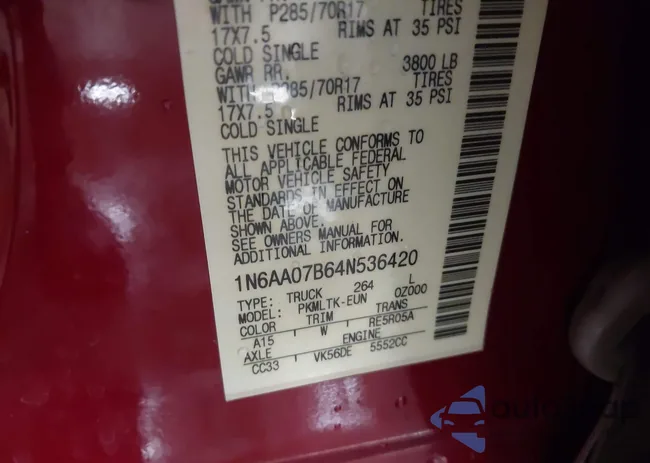 WITH P285/70R17 TIRES
17X7.5 RIMS AT 35 PSI
COLD SINGLE
GAWR RR. 3800 LB
WITH P285/70R17 TIRES
17X7.5 RIMS AT 35 PSI
COLD SINGLE
THIS VEHICLE CONFORMS TO
ALL APPLICABLE FEDERAL
MOTOR VEHICLE SAFETY
STANDARDS IN EFFECT ON
THE DATE OF MANUFACTURE
SHOWN ABOVE.
SEE OWNERS MANUAL FOR
ADDITIONAL INFORMATION.
1N6AA07B64N536420
TYPE: TRUCK 264 L
MODEL: PKMLTK-EUN OZ000
COLOR TRIM TRANS
A15 W RE5R05A
AXLE ENGINE
CC33 VK56DE 5552CC